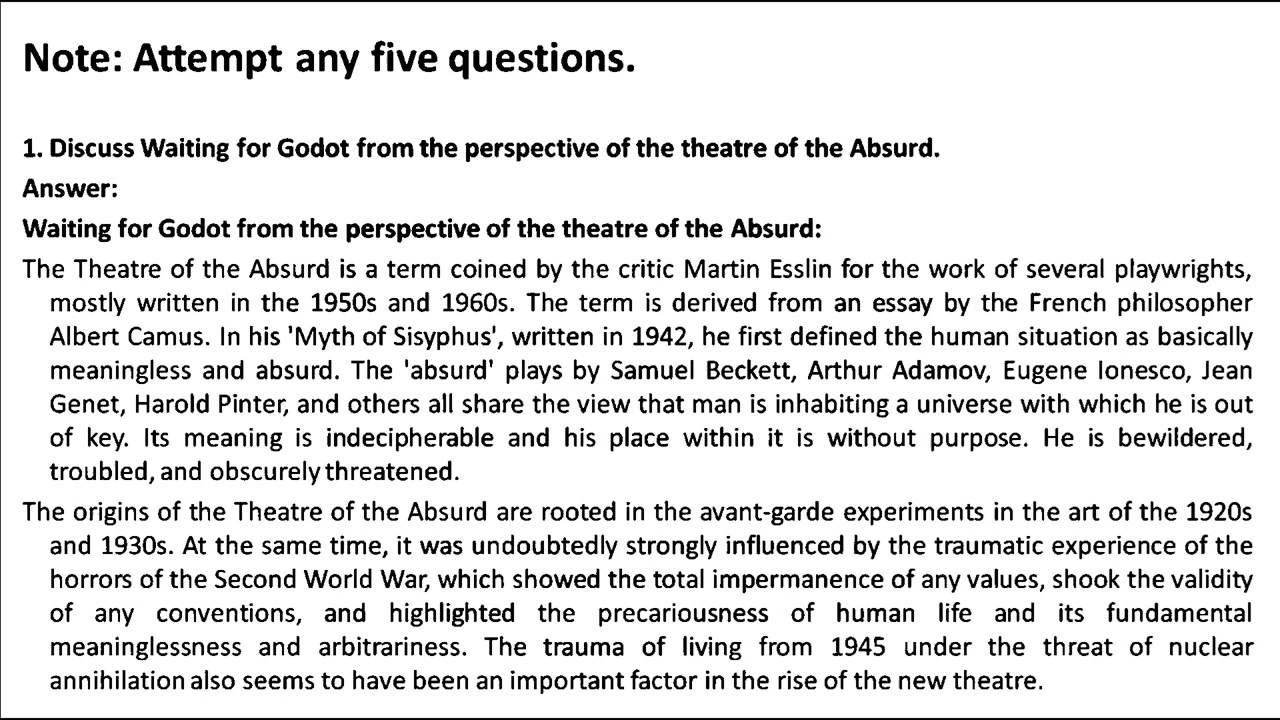 Note: Attempt any five questions.
1. Discuss Waiting for Godot from the perspective of the theatre of the Absurd.
Answer:
Waiting for Godot from the perspective of the theatre of the Absurd:
The Theatre of the Absurd is a term coined by the critic Martin Esslin for the work of several playwrights,
mostly written in the 1950s and 1960s. The term is derived from an essay by the French philosopher
Albert Camus. In his 'Myth of Sisyphus', written in 1942, he first defined the human situation as basically
meaningless and absurd. The 'absurd' plays by Samuel Beckett, Arthur Adamov, Eugene Ionesco, Jean
Genet, Harold Pinter, and others all share the view that man is inhabiting a universe with which he is out
of key. Its meaning is indecipherable and his place within it is without purpose. He is bewildered,
troubled, and obscurely threatened.
The origins of the Theatre of the Absurd are rooted in the avant-garde experiments in the art of the 1920s
and 1930s. At the same time, it was undoubtedly strongly influenced by the traumatic experience of the
horrors of the Second World War, which showed the total impermanence of any values, shook the validity
of any conventions, and highlighted the precariousness of human life and its fundamental
meaninglessness and arbitrariness. The trauma of living from 1945 under the threat of nuclear
annihilation also seems to have been an important factor in the rise of the new theatre.